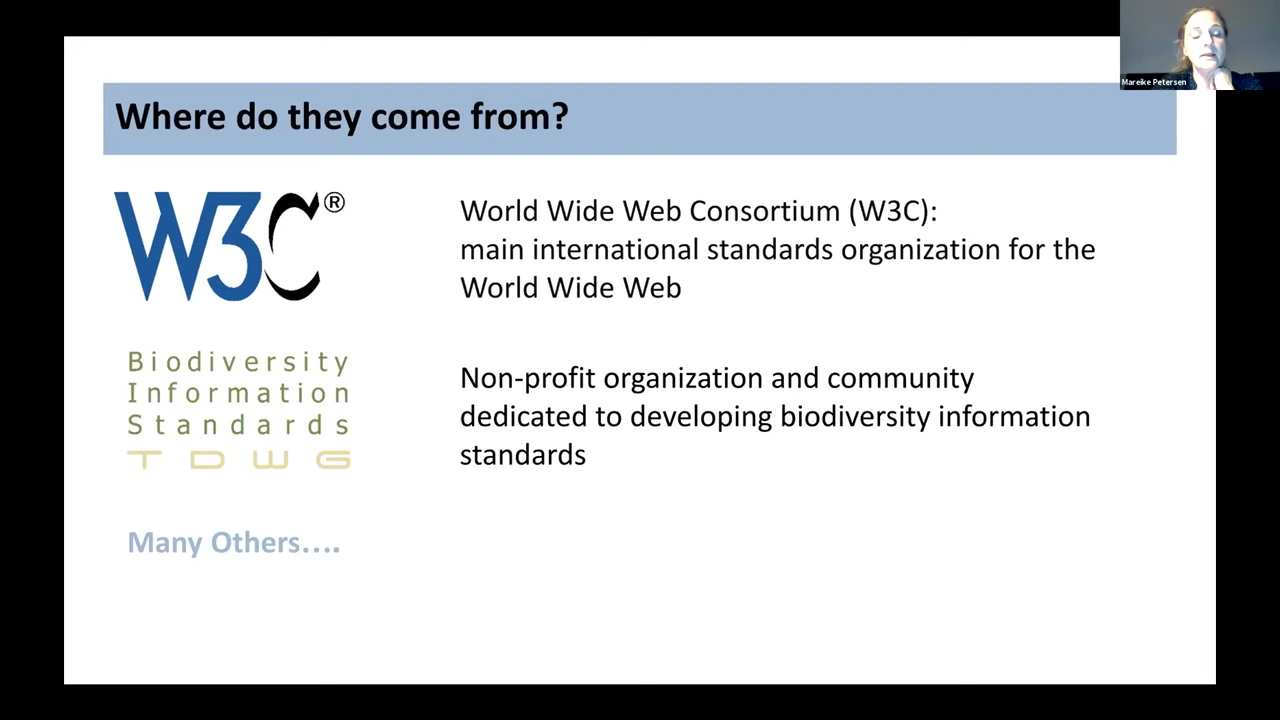 Mareike Petersen
Where do they come from?
W3C®
World Wide Web Consortium (W3C):
main international standards organization for the
World Wide Web
Biodiversity
Information
Standards
TDWG
Non-profit organization and community
dedicated to developing biodiversity information
standards
Many Others....